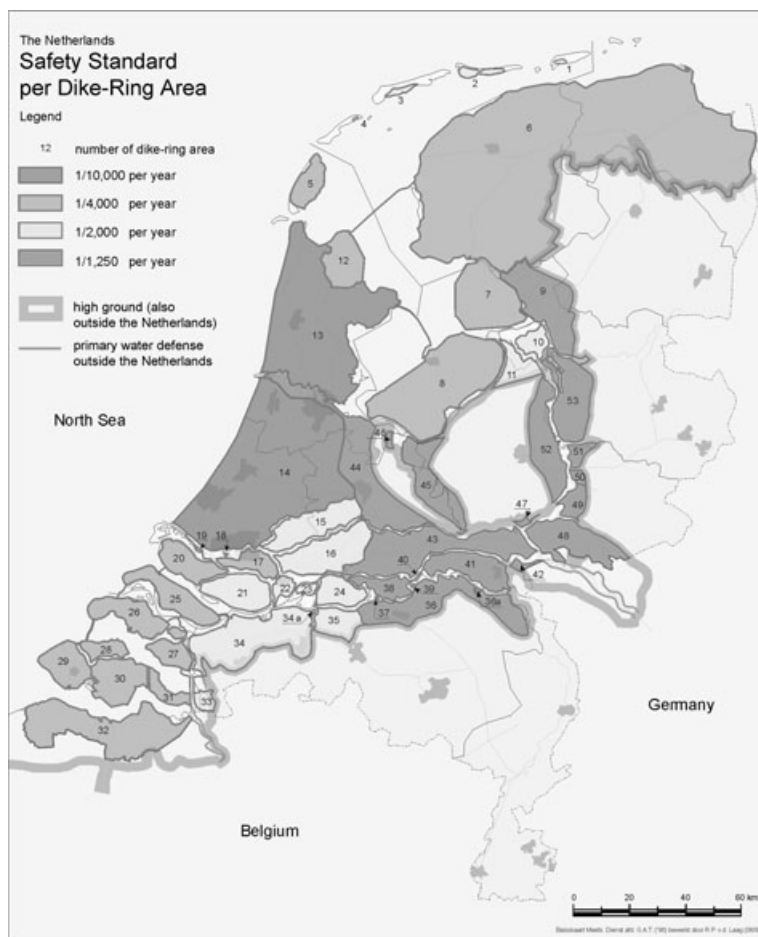 The Netherlands
Safety Standard
per Dike-Ring Area
Legend
12 number of dike-ring area
1/10,000 per year
1/4,000 per year
1/2,000 per year
1/1,250 per year
high ground (also
outside the Netherlands)
primary water defense
outside the Netherlands
North Sea
Germany
Belgium
1
2
3
4
5
6
7
8
9
10
11
12
13
14
15
16
17
18
19
20
21
22
24
25
26
27
28
29
30
31
32
33
34
34a
35
36
36a
37
38
39
40
41
42
43
44
45
46
47
48
49
50
51
52
53
0 20 40 60 km